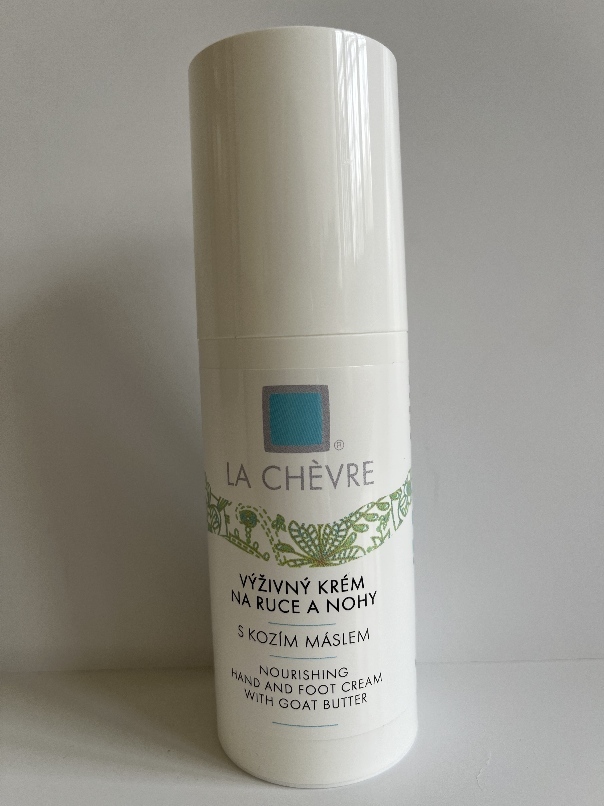 ®
LA CHÈVRE
VÝŽIVNÝ KRÉM
NA RUCE A NOHY
S KOZÍM MÁSLEM
NOURISHING
HAND AND FOOT CREAM
WITH GOAT BUTTER